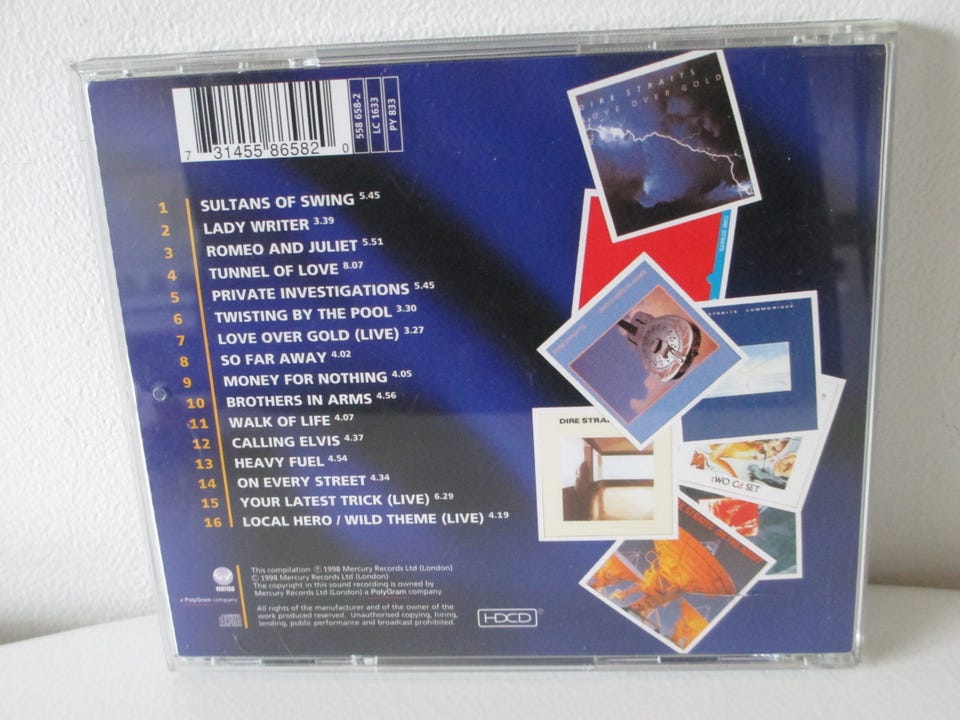 7 31455 86582 0
558 658-2
LC 1633
PY 833
1 SULTANS OF SWING 5.45
2 LADY WRITER 3.39
3 ROMEO AND JULIET 5.51
4 TUNNEL OF LOVE 8.07
5 PRIVATE INVESTIGATIONS 5.45
6 TWISTING BY THE POOL 3.30
7 LOVE OVER GOLD (LIVE) 3.27
8 SO FAR AWAY 4.02
9 MONEY FOR NOTHING 4.05
10 BROTHERS IN ARMS 4.56
11 WALK OF LIFE 4.07
12 CALLING ELVIS 4.37
13 HEAVY FUEL 4.54
14 ON EVERY STREET 4.34
15 YOUR LATEST TRICK (LIVE) 6.29
16 LOCAL HERO / WILD THEME (LIVE) 4.19
VERTIGO
a PolyGram company
This compilation ℗ 1998 Mercury Records Ltd (London)
© 1998 Mercury Records Ltd (London)
The copyright in this sound recording is owned by
Mercury Records Ltd (London) a PolyGram company
All rights of the manufacturer and of the owner of the
work produced reserved. Unauthorised copying, hiring,
lending, public performance and broadcast prohibited.
HDCD
DIRE STRAITS
LOVE OVER GOLD
DIRE STRAITS
STRAITS COMMUNIQUÉ
DIRE STRAI
TWO Cd SET